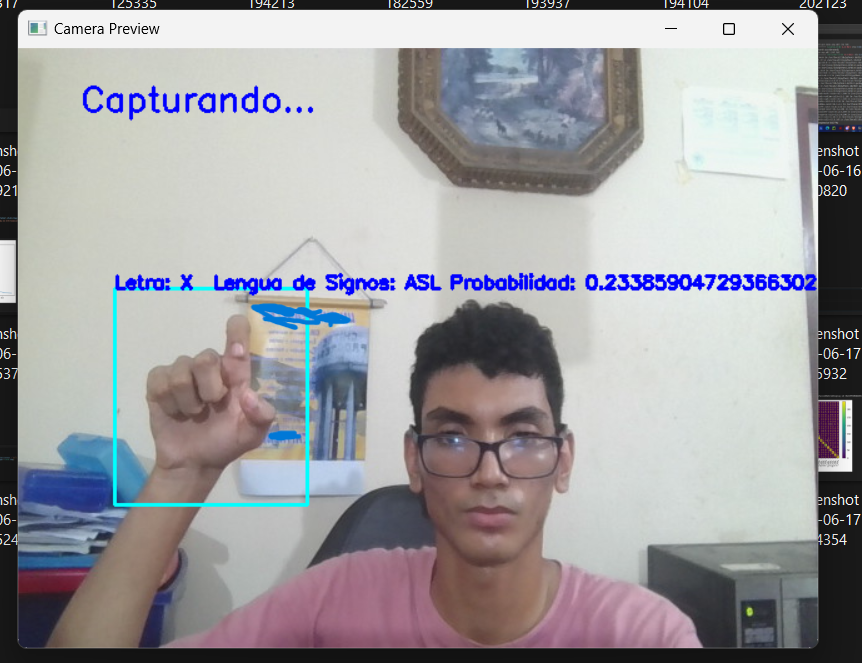 317 125335 194213 182559 193937 194104 202123
Camera Preview
Capturando...
Letra: X Lengua de Signos: ASL Probabilidad: 0.23385904729366302
nsh
06-
921
enshot
-06-16
0820
nsh
06-
537
enshot
-06-17
5932
nsh
06-
524
enshot
-06-17
4354